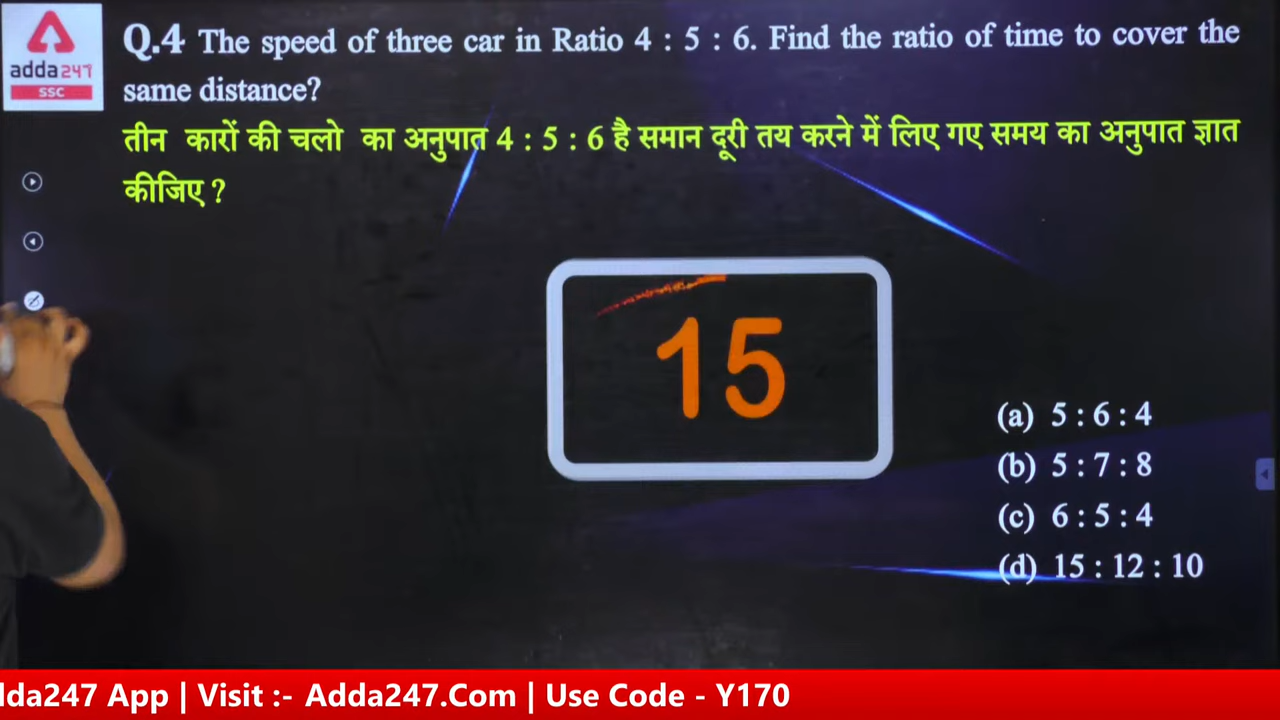 adda247
SSC
Q.4 The speed of three car in Ratio 4 : 5 : 6. Find the ratio of time to cover the
same distance?
तीन कारों की चलो का अनुपात 4 : 5 : 6 है समान दूरी तय करने में लिए गए समय का अनुपात ज्ञात
कीजिए ?
15
(a) 5 : 6 : 4
(b) 5 : 7 : 8
(c) 6 : 5 : 4
(d) 15 : 12 : 10
dda247 App | Visit :- Adda247.Com | Use Code - Y170